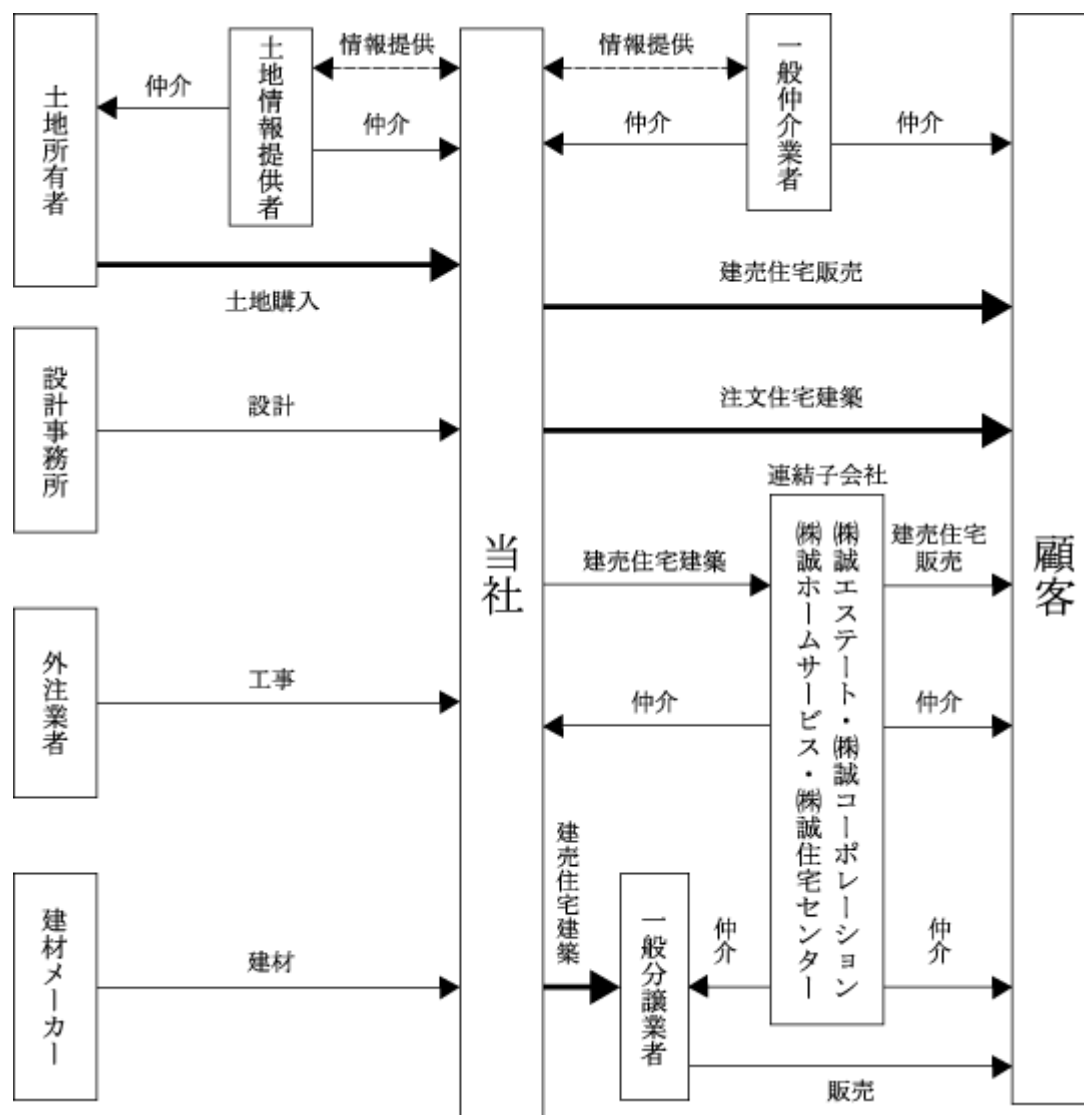 土地所有者
仲介
土地情報提供者
情報提供
仲介
土地購入
設計事務所
設計
外注業者
工事
建材メーカー
建材
当社
情報提供
仲介
一般仲介業者
仲介
建売住宅販売
注文住宅建築
連結子会社
㈱誠エステート・㈱誠コーポレーション
㈱誠ホームサービス・㈱誠住宅センター
建売住宅建築
建売住宅
販売
仲介
仲介
建売住宅建築
一般分譲業者
仲介
仲介
販売
顧客